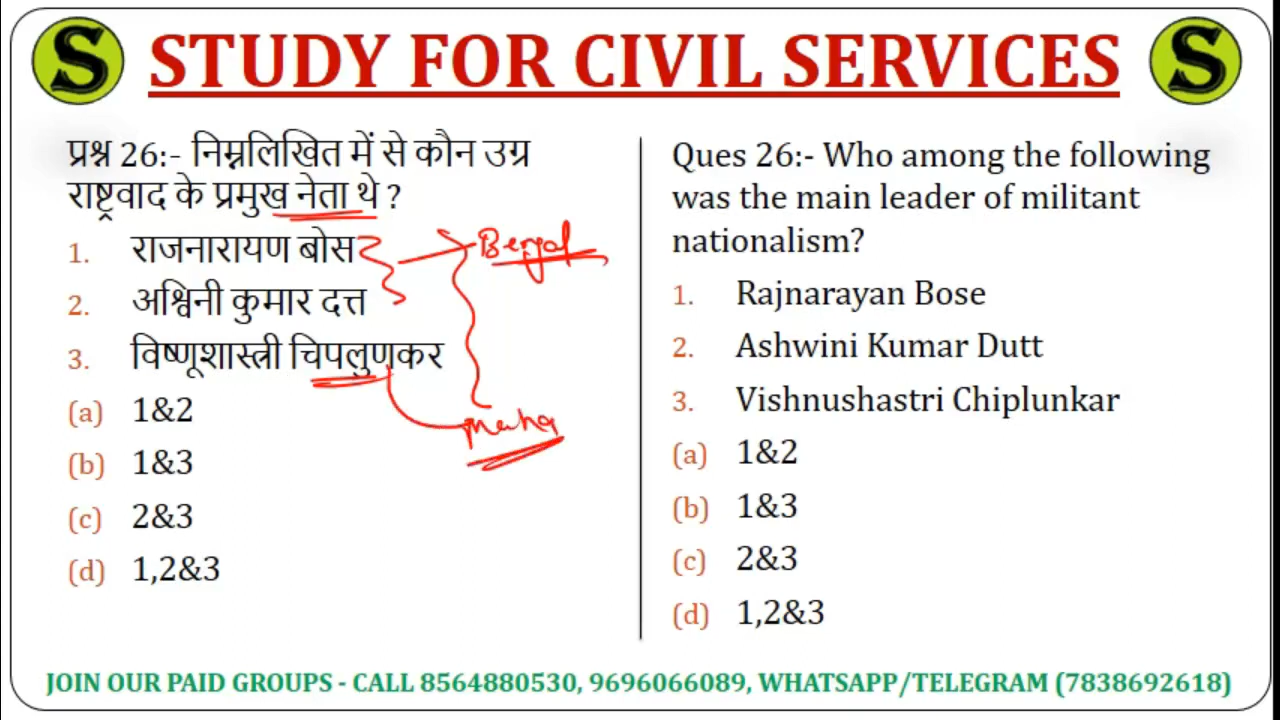 S STUDY FOR CIVIL SERVICES S
प्रश्न 26:- निम्नलिखित में से कौन उग्र
राष्ट्रवाद के प्रमुख नेता थे ?
1. राजनारायण बोस
2. अश्विनी कुमार दत्त
3. विष्णूशास्त्री चिपलुणकर
(a) 1&2
(b) 1&3
(c) 2&3
(d) 1,2&3
Bengal
Maha
Ques 26:- Who among the following
was the main leader of militant
nationalism?
1. Rajnarayan Bose
2. Ashwini Kumar Dutt
3. Vishnushastri Chiplunkar
(a) 1&2
(b) 1&3
(c) 2&3
(d) 1,2&3
JOIN OUR PAID GROUPS - CALL 8564880530, 9696066089, WHATSAPP/TELEGRAM (7838692618)